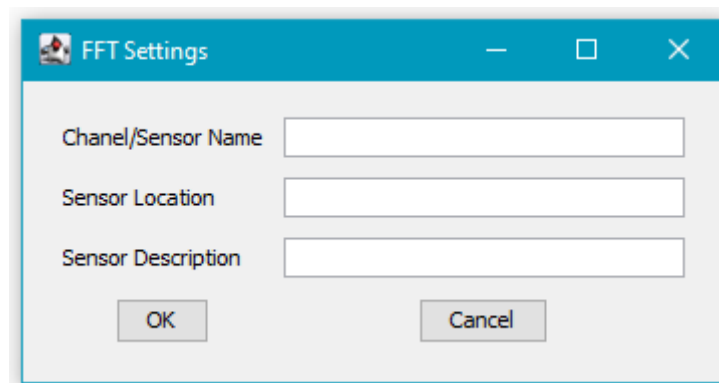 FFT Settings
Chanel/Sensor Name
Sensor Location
Sensor Description
OK Cancel